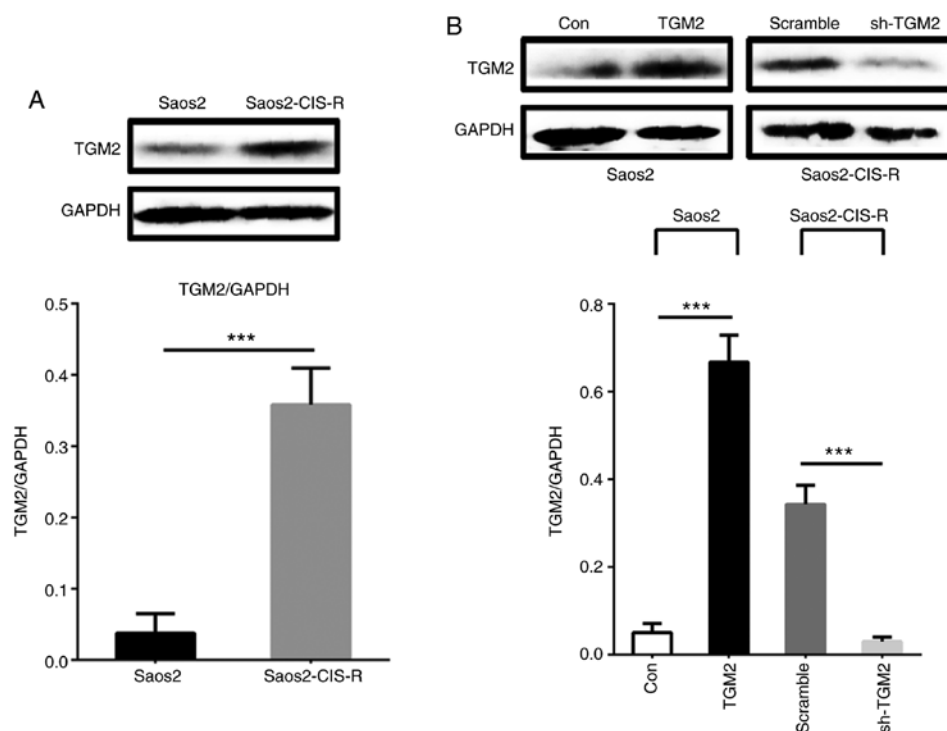 A
Saos2 Saos2-CIS-R
TGM2
GAPDH
TGM2/GAPDH
0.5
0.4
0.3
0.2
0.1
0.0
TGM2/GAPDH
***
Saos2 Saos2-CIS-R
B
Con TGM2 Scramble sh-TGM2
TGM2
GAPDH
Saos2 Saos2-CIS-R
Saos2 Saos2-CIS-R
0.8
0.6
0.4
0.2
0.0
TGM2/GAPDH
***
***
Con
TGM2
Scramble
sh-TGM2